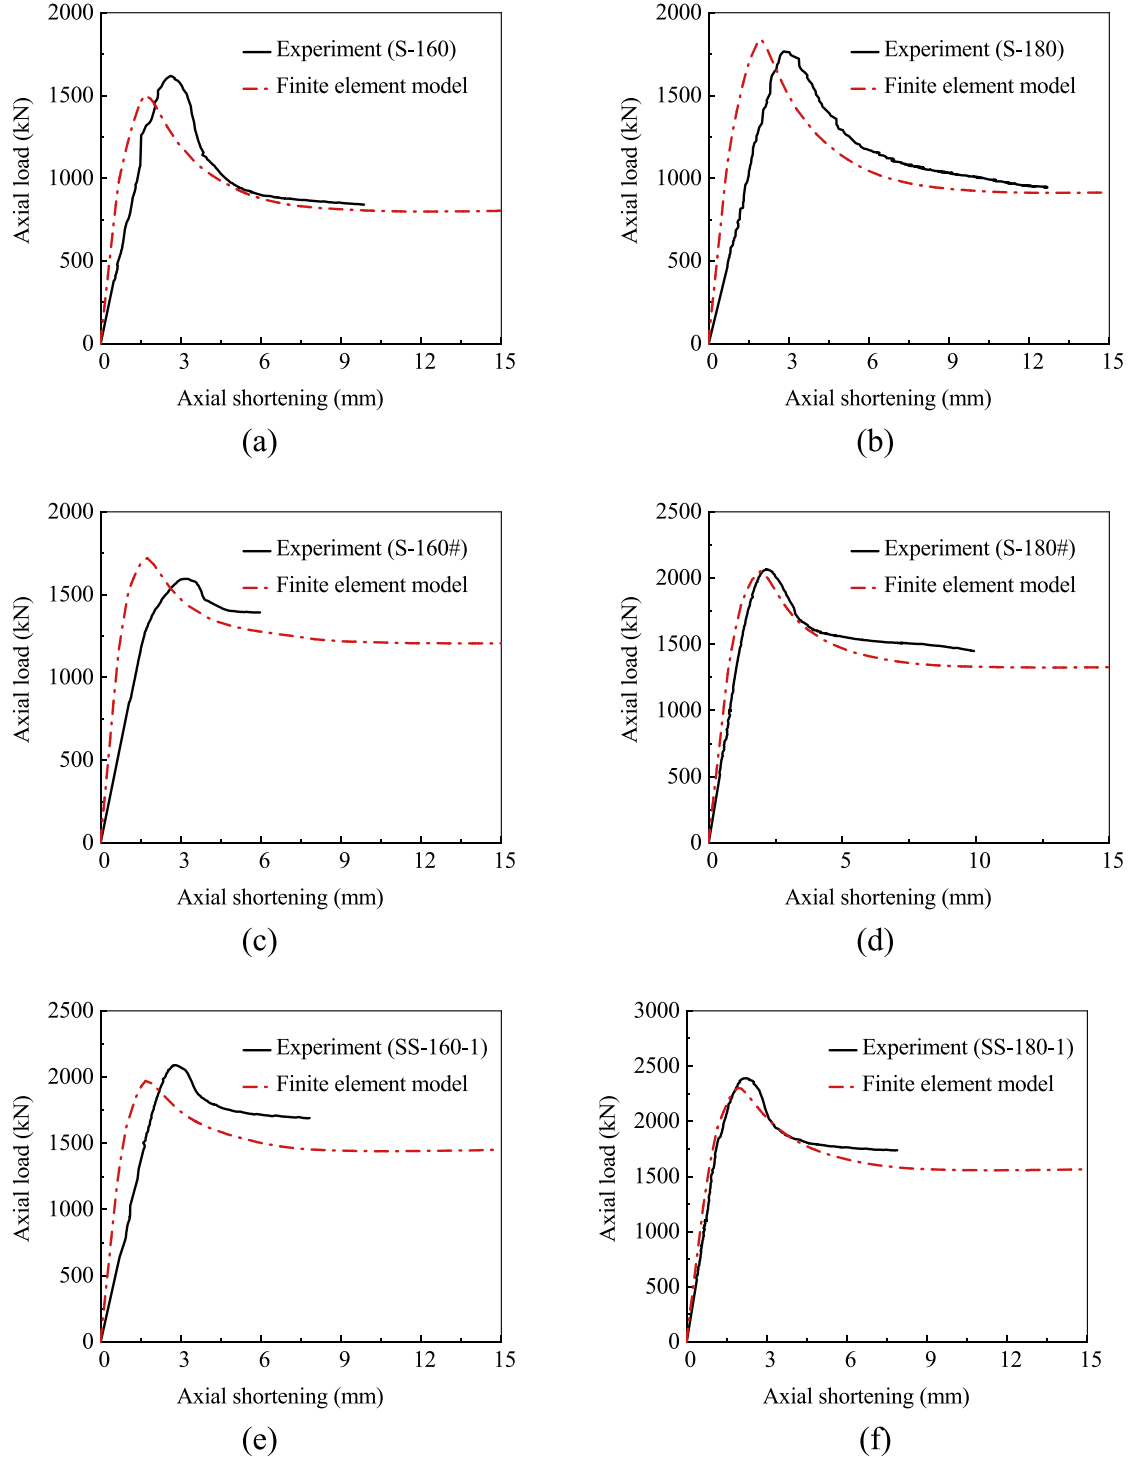 2000
1500
1000
500
0
Axial load (kN)
Experiment (S-160)
Finite element model
0 3 6 9 12 15
Axial shortening (mm)
(a)
2000
1500
1000
500
0
Axial load (kN)
Experiment (S-180)
Finite element model
0 3 6 9 12 15
Axial shortening (mm)
(b)
2000
1500
1000
500
0
Axial load (kN)
Experiment (S-160#)
Finite element model
0 3 6 9 12 15
Axial shortening (mm)
(c)
2500
2000
1500
1000
500
0
Axial load (kN)
Experiment (S-180#)
Finite element model
0 5 10 15
Axial shortening (mm)
(d)
2500
2000
1500
1000
500
0
Axial load (kN)
Experiment (SS-160-1)
Finite element model
0 3 6 9 12 15
Axial shortening (mm)
(e)
3000
2500
2000
1500
1000
500
0
Axial load (kN)
Experiment (SS-180-1)
Finite element model
0 3 6 9 12 15
Axial shortening (mm)
(f)